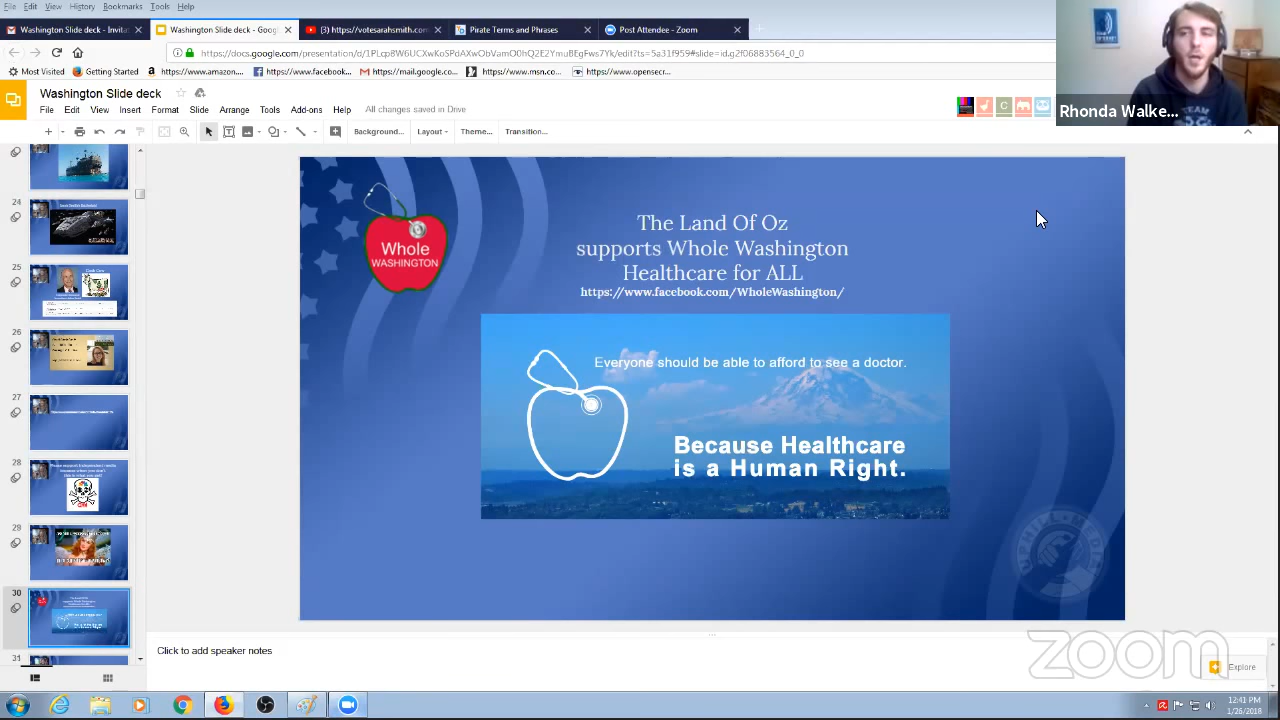 File Edit View History Bookmarks Tools Help
Washington Slide deck - Invitat
Washington Slide deck - Goog
(5) https://votesarahsmith.com
Pirate Terms and Phrases
Post Attendee - Zoom
Most Visited
Getting Started
https://www.amazon....
https://www.facebook...
https://mail.google.co...
https://www.msn.co...
https://www.opensecr...
Rhonda Walke...
Washington Slide deck
File Edit View Insert Format Slide Arrange Tools Add-ons Help All changes saved in Drive
Background... Layout Theme... Transition...
24
25
26
27
28
29
30
31
Whole
WASHINGTON
The Land Of Oz
supports Whole Washington
Healthcare for ALL
https://www.facebook.com/WholeWashington/
Everyone should be able to afford to see a doctor.
Because Healthcare
is a Human Right.
Click to add speaker notes
zoom
Explore
12:41 PM
1/26/2018